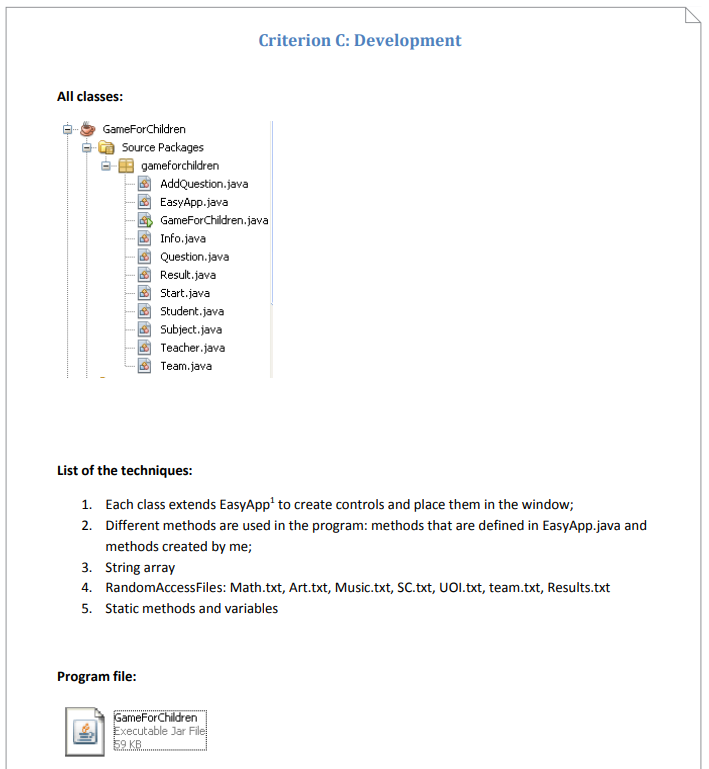 Criterion C: Development
All classes:
GameForChildren
Source Packages
gameforchildren
AddQuestion.java
EasyApp.java
GameForChildren.java
Info.java
Question.java
Result.java
Start.java
Student.java
Subject.java
Teacher.java
Team.java
List of the techniques:
1. Each class extends EasyApp¹ to create controls and place them in the window;
2. Different methods are used in the program: methods that are defined in EasyApp.java and
methods created by me;
3. String array
4. RandomAccessFiles: Math.txt, Art.txt, Music.txt, SC.txt, UOI.txt, team.txt, Results.txt
5. Static methods and variables
Program file:
GameForChildren
Executable Jar File
59 KB